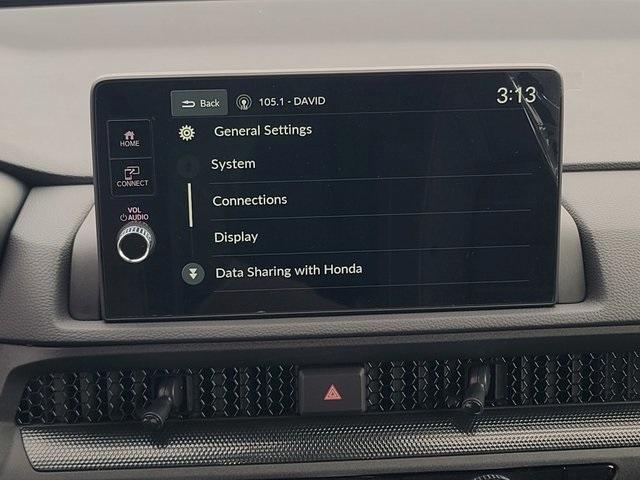 Back
105.1 - DAVID
3:13
General Settings
HOME
System
CONNECT
Connections
VOL
AUDIO
Display
Data Sharing with Honda